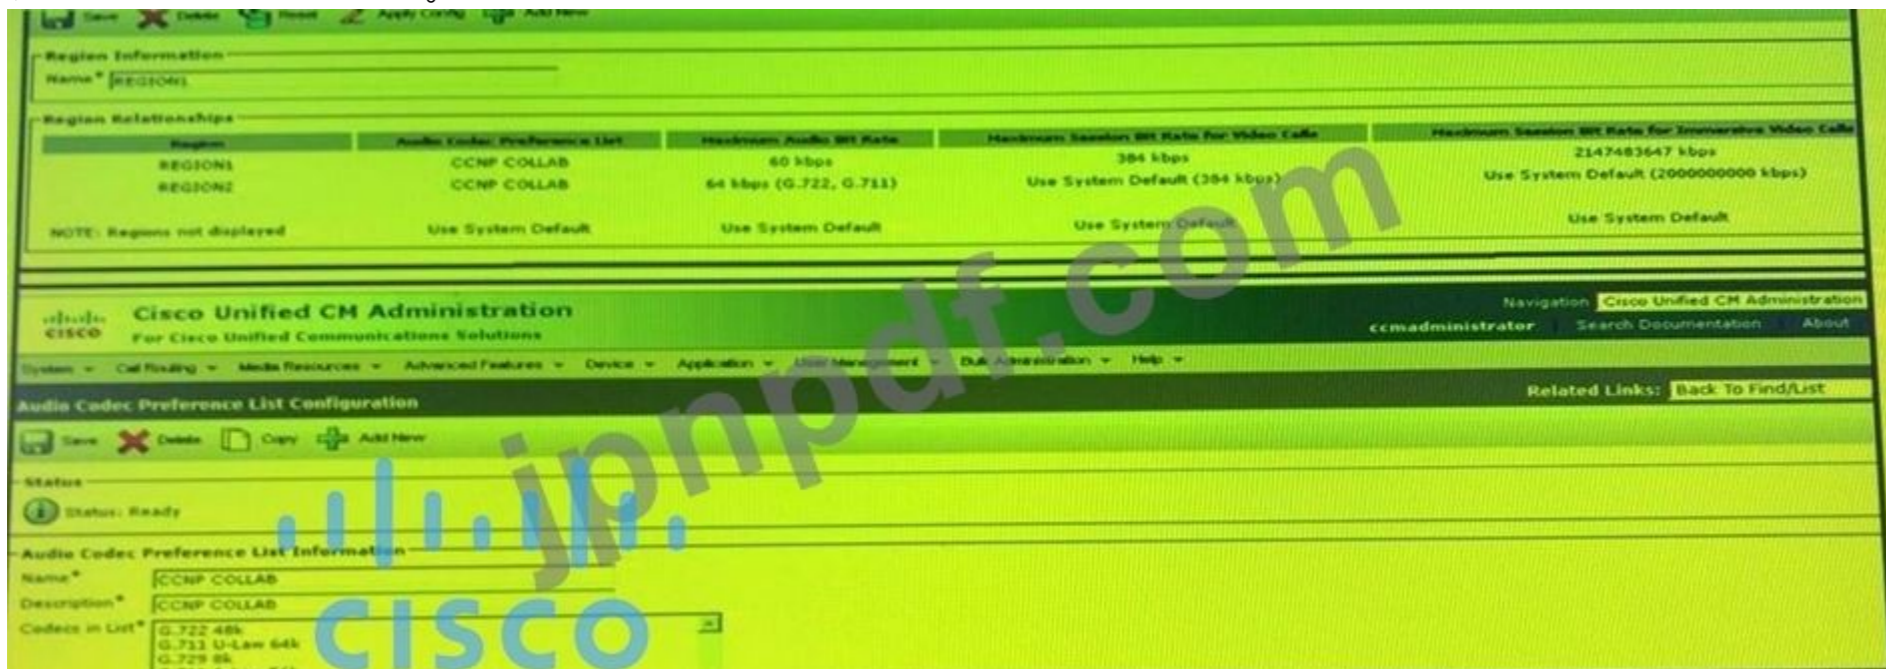 Save Delete Reset Apply Config Add New
Region Information
Name* REGION1
Region Relationships
Region Audio Codec Preference List Maximum Audio Bit Rate Maximum Session Bit Rate for Video Calls Maximum Session Bit Rate for Immersive Video Calls
REGION1 CCNP COLLAB 60 kbps 384 kbps 2147483647 kbps
REGION2 CCNP COLLAB 64 kbps (G.722, G.711) Use System Default (384 kbps) Use System Default (2000000000 kbps)
NOTE: Regions not displayed Use System Default Use System Default Use System Default Use System Default
jpnpdf.com
CISCO
Cisco Unified CM Administration
For Cisco Unified Communications Solutions
Navigation Cisco Unified CM Administration
ccmadministrator Search Documentation About
System Call Routing Media Resources Advanced Features Device Application User Management Bulk Administration Help
Audio Codec Preference List Configuration
Related Links: Back To Find/List
Save Delete Copy Add New
Status
Status: Ready
Audio Codec Preference List Information
Name* CCNP COLLAB
Description* CCNP COLLAB
Codecs in List* G.722 48k
G.711 U-Law 64k
G.729 8k
CISCO